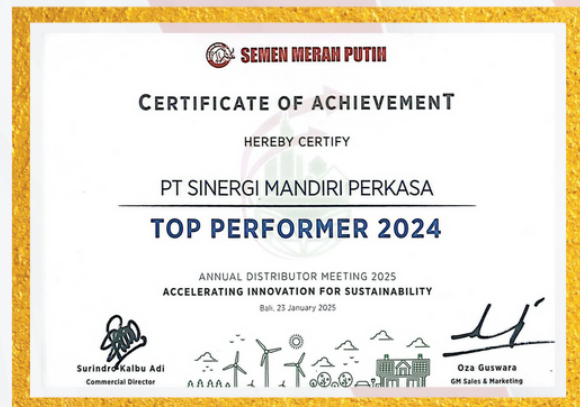 SEMEN MERAH PUTIH
CERTIFICATE OF ACHIEVEMENT
HEREBY CERTIFY
PT SINERGI MANDIRI PERKASA
TOP PERFORMER 2024
ANNUAL DISTRIBUTOR MEETING 2025
ACCELERATING INNOVATION FOR SUSTAINABILITY
Bali, 23 January 2025
Surindro Kalbu Adi
Commercial Director
Oza Guswara
GM Sales & Marketing